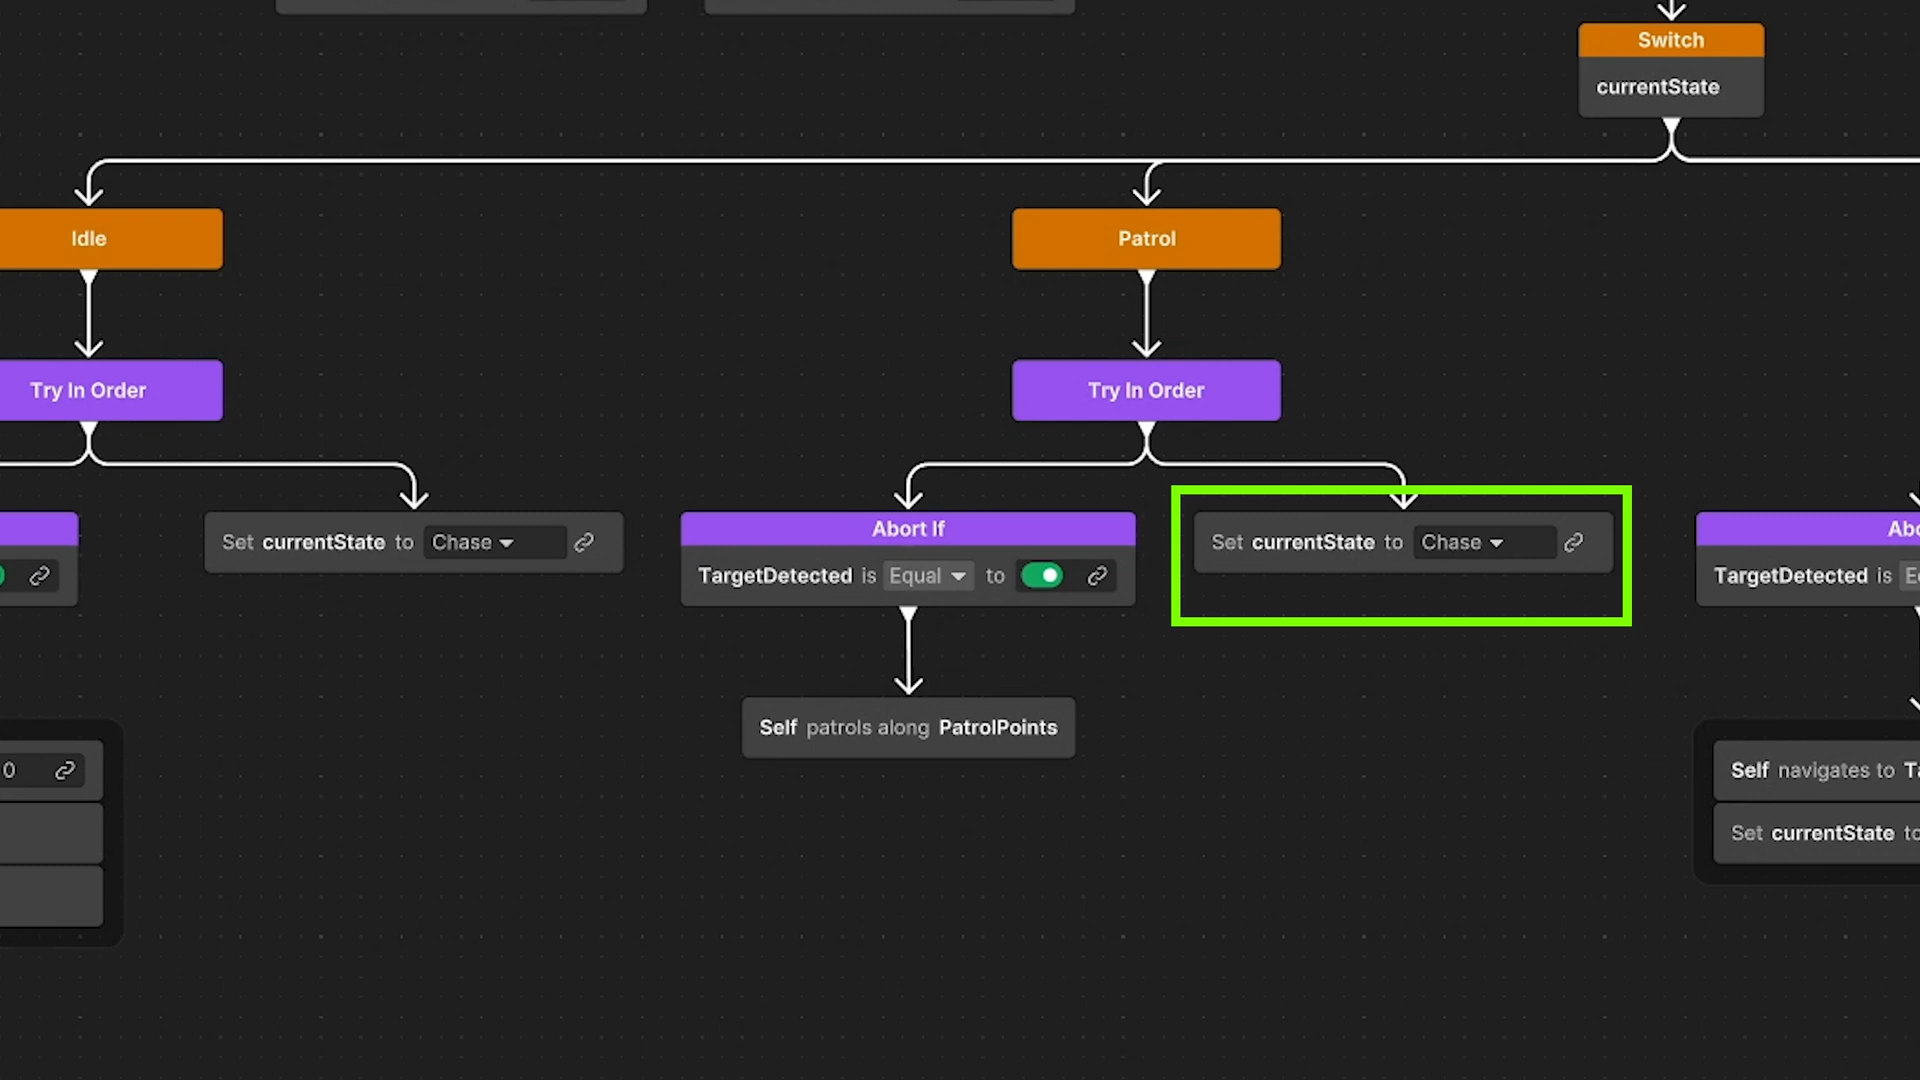 Switch
currentState
Idle
Patrol
Try In Order
Try In Order
Set currentState to Chase
Abort If
TargetDetected is Equal to
Set currentState to Chase
TargetDetected is
Self patrols along PatrolPoints
0
Self navigates to
Set currentState